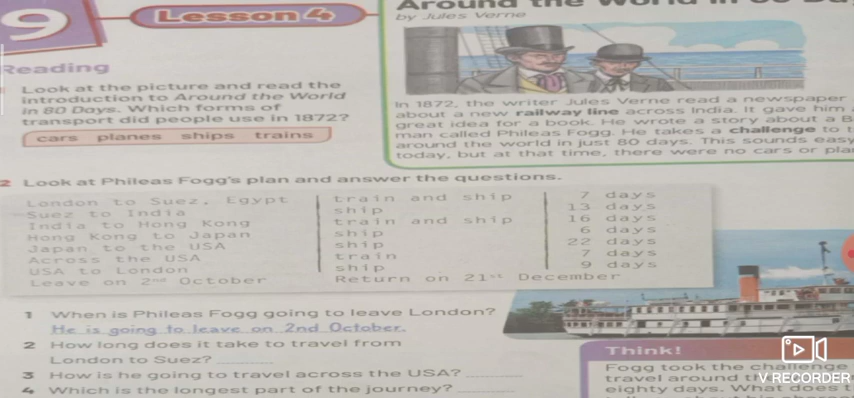 9
Lesson 4
Reading
Look at the picture and read the
introduction to Around the World
in 80 Days. Which forms of
transport did people use in 1872?
cars planes ships trains
Around the World in 80
by Jules Verne
In 1872, the writer Jules Verne read a newspaper
about a new railway line across India. It gave him
great idea for a book. He wrote a story about a B
man called Phileas Fogg. He takes a challenge to t
around the world in just 80 days. This sounds easy
today, but at that time, there were no cars or
2 Look at Phileas Fogg's plan and answer the questions.
London to Suez, Egypt train and ship 7 days
Suez to India ship 13 days
India to Hong Kong train and ship 16 days
Hong Kong to Japan ship 6 days
Japan to the USA ship 22 days
Across the USA train 7 days
USA to London ship 9 days
Leave on 2nd October Return on 21st December
1 When is Phileas Fogg going to leave London?
He is going to leave on 2nd October.
2 How long does it take to travel from
London to Suez?
3 How is he going to travel across the USA?
4 Which is the longest part of the journey?
Think!
Fogg took the challenge
travel around
eighty days. What does
V RECORDER